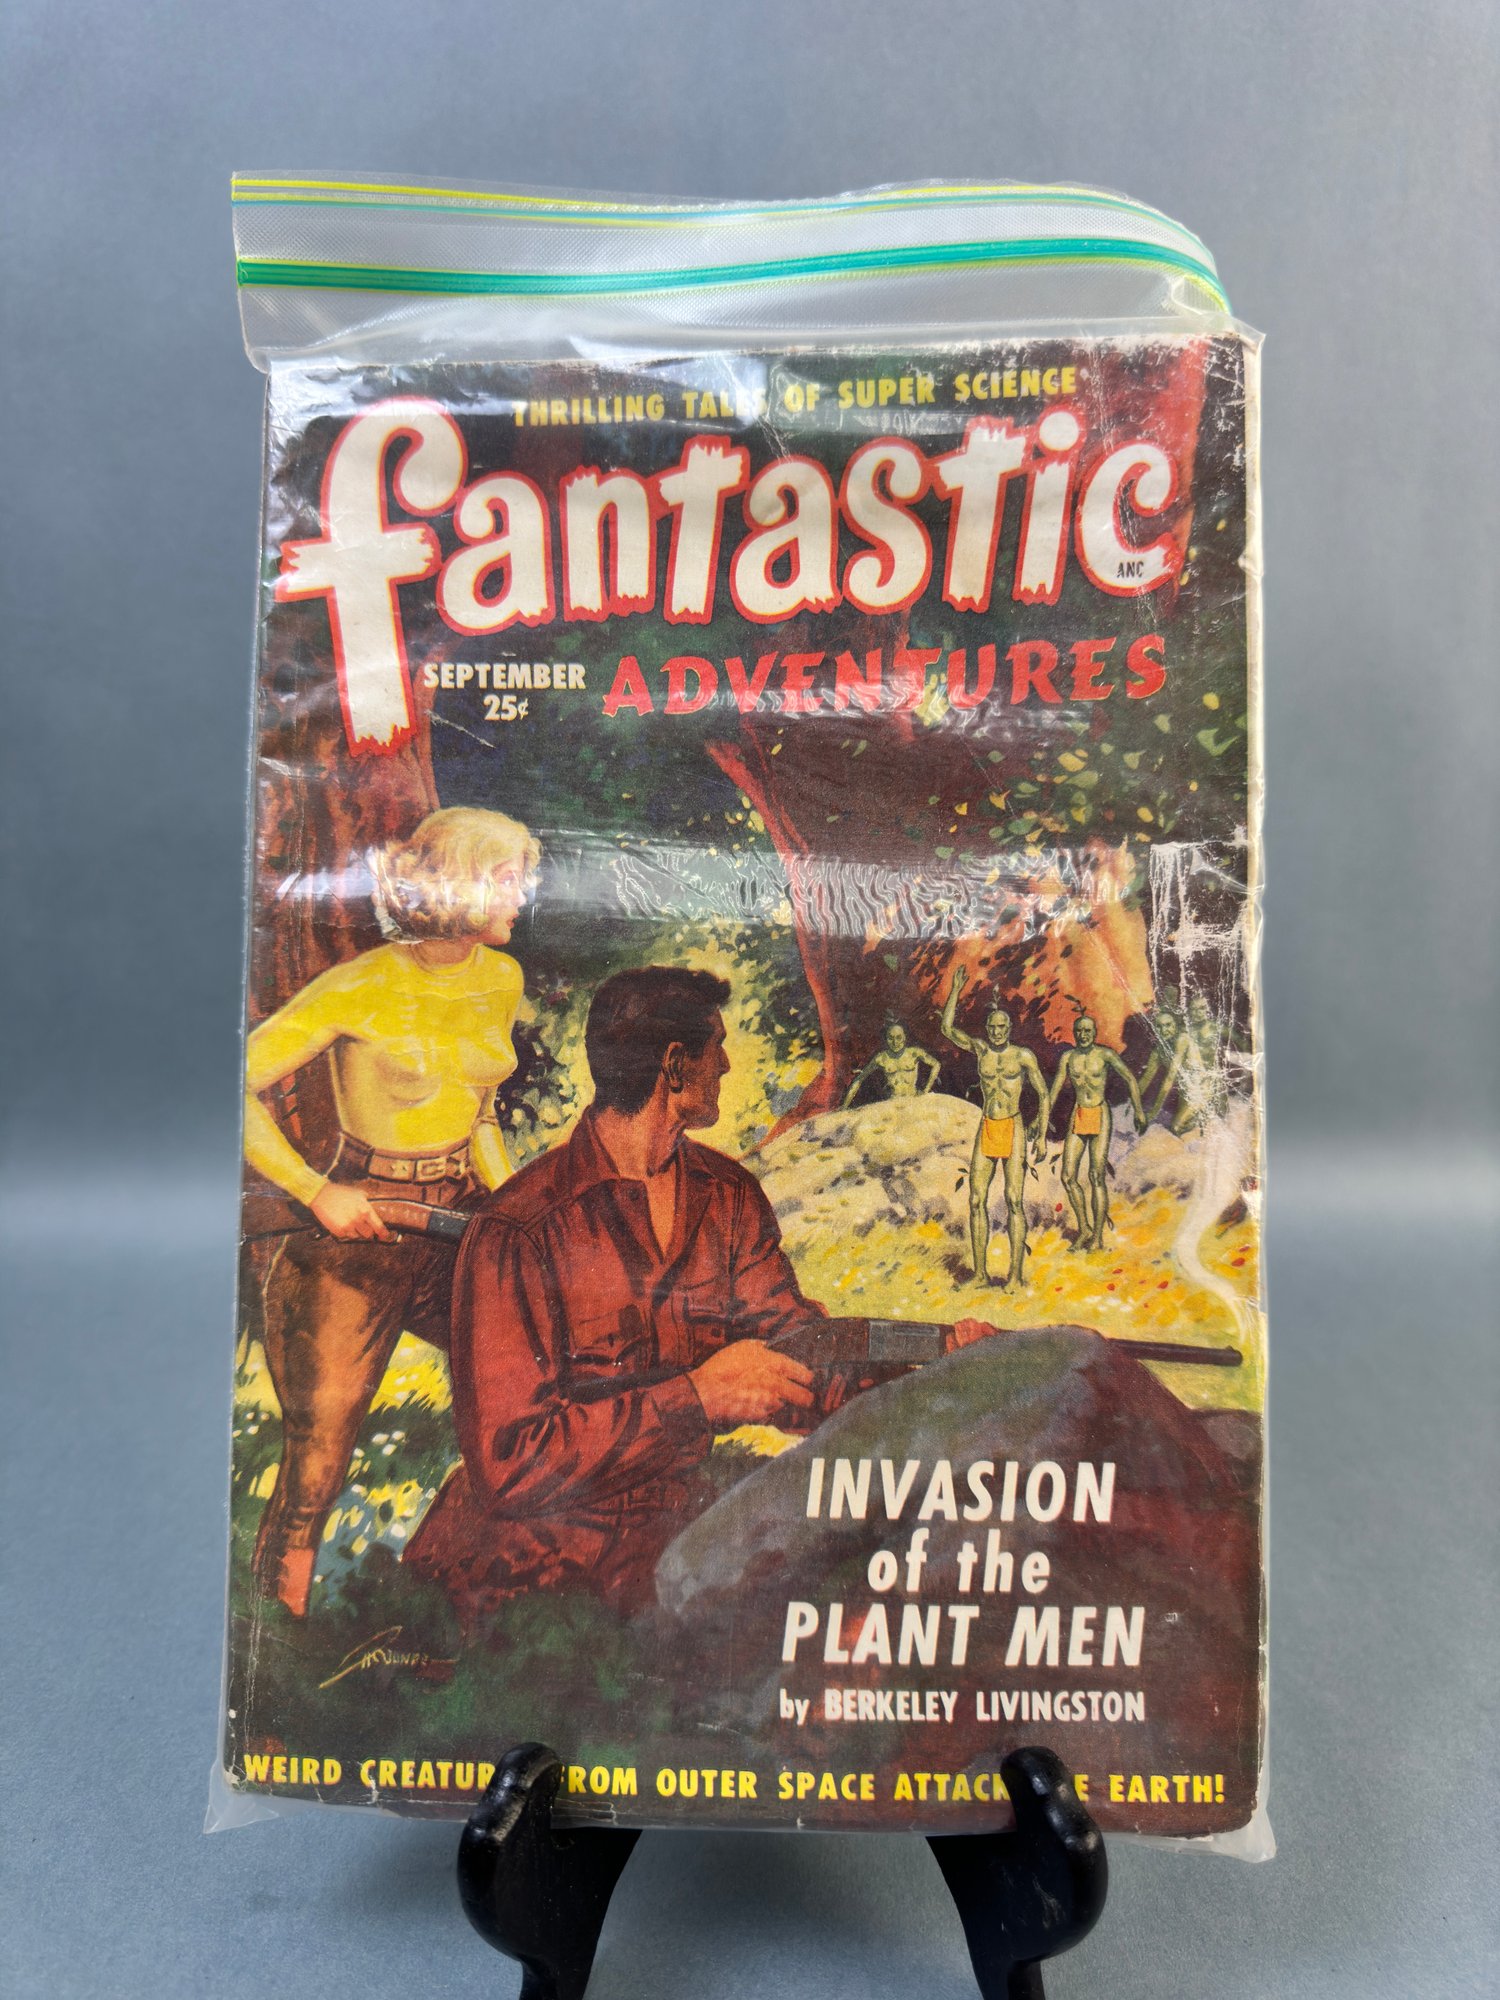 THRILLING TALES OF SUPER SCIENCE
fantastic
ANC
ADVENTURES
SEPTEMBER
25¢
INVASION
of the
PLANT MEN
by BERKELEY LIVINGSTON
WEIRD CREATUR FROM OUTER SPACE ATTACK E EARTH!